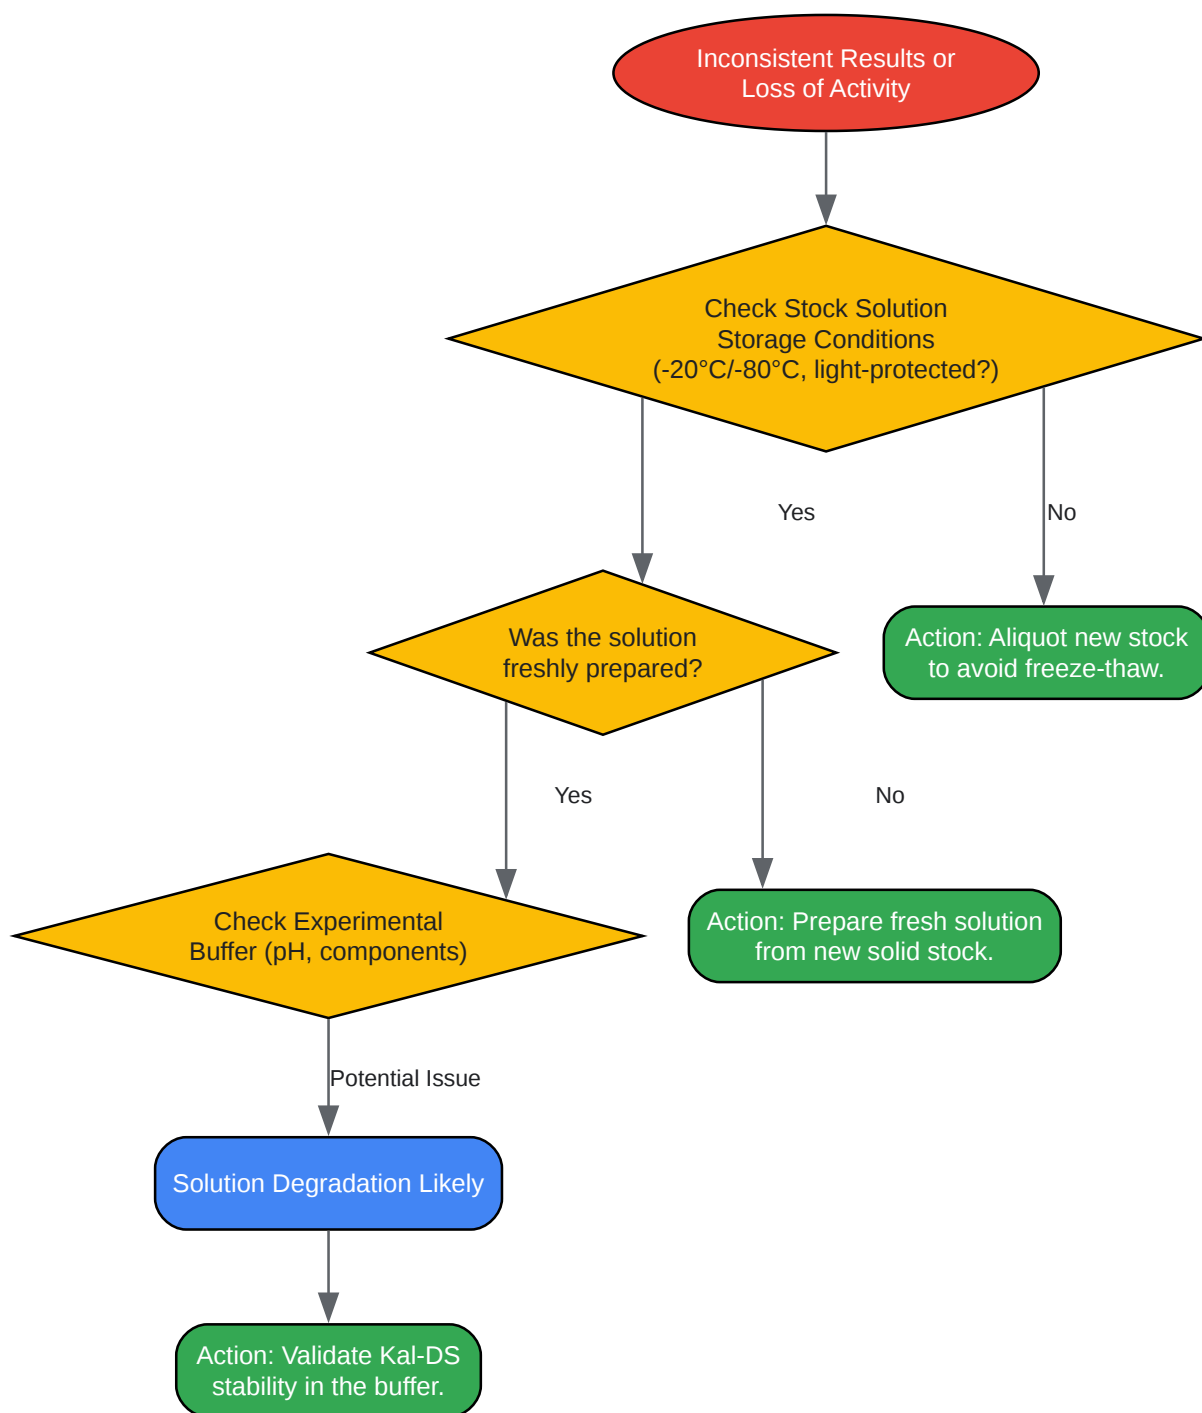 Inconsistent Results or
Loss of Activity
Check Stock Solution
Storage Conditions
(-20°C/-80°C, light-protected?)
Yes
No
Was the solution
freshly prepared?
Action: Aliquot new stock
to avoid freeze-thaw.
Yes
No
Check Experimental
Buffer (pH, components)
Action: Prepare fresh solution
from new solid stock.
Potential Issue
Solution Degradation Likely
Action: Validate Kal-DS
stability in the buffer.